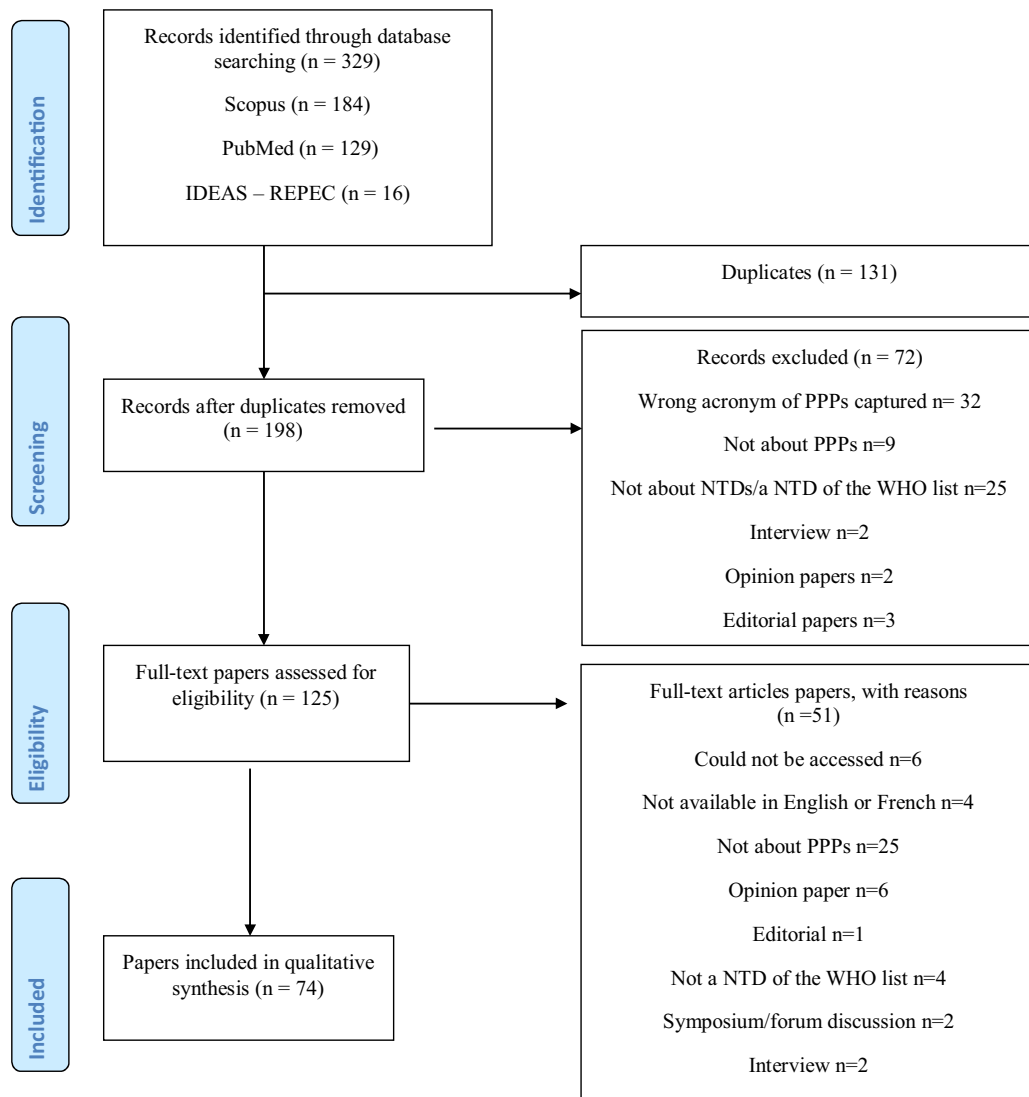 Identification
Records identified through database
searching (n = 329)
Scopus (n = 184)
PubMed (n = 129)
IDEAS – REPEC (n = 16)
Duplicates (n = 131)
Screening
Records after duplicates removed
(n = 198)
Records excluded (n = 72)
Wrong acronym of PPPs captured n= 32
Not about PPPs n=9
Not about NTDs/a NTD of the WHO list n=25
Interview n=2
Opinion papers n=2
Editorial papers n=3
Eligibility
Full-text papers assessed for
eligibility (n = 125)
Full-text articles papers, with reasons
(n =51)
Could not be accessed n=6
Not available in English or French n=4
Not about PPPs n=25
Opinion paper n=6
Editorial n=1
Not a NTD of the WHO list n=4
Symposium/forum discussion n=2
Interview n=2
Included
Papers included in qualitative
synthesis (n = 74)